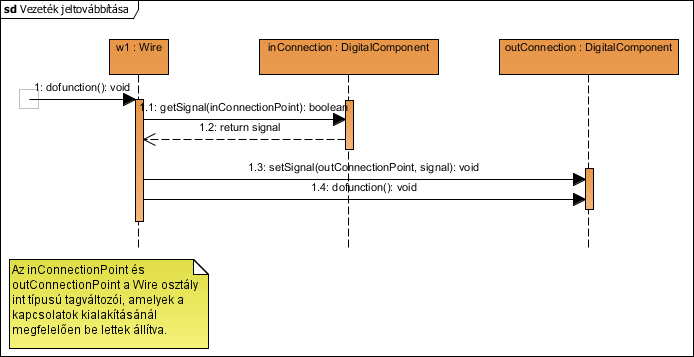 sd Vezeték jeltovábbítása
w1 : Wire
inConnection : DigitalComponent
outConnection : DigitalComponent
1: dofunction(): void
1.1: getSignal(inConnectionPoint): boolean
1.2: return signal
1.3: setSignal(outConnectionPoint, signal): void
1.4: dofunction(): void
Az inConnectionPoint és
outConnectionPoint a Wire osztály
int típusú tagváltozói, amelyek a
kapcsolatok kialakításánál
megfelelően be lettek állítva.